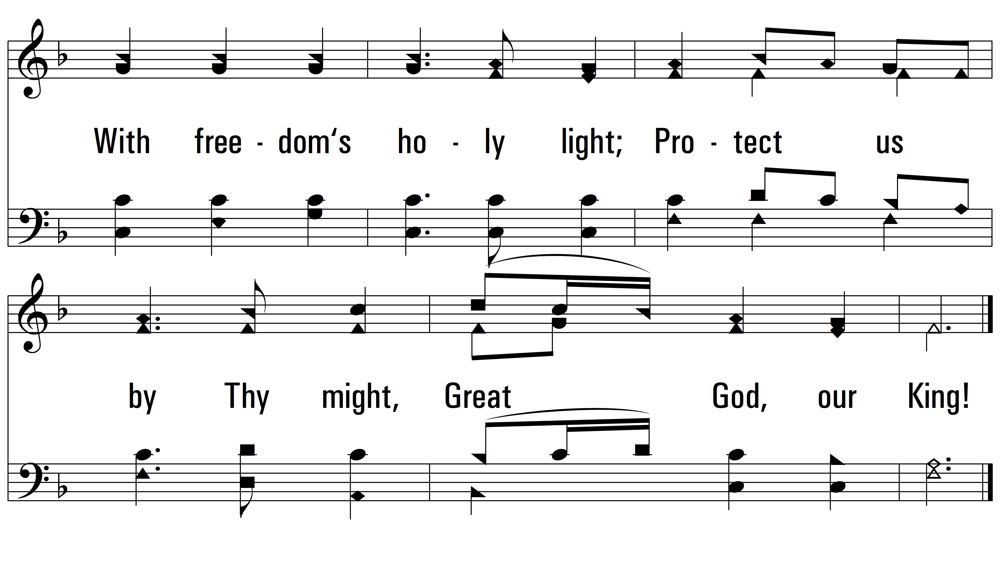 With free - dom‘s ho - ly light; Pro - tect us
by Thy might, Great God, our King!